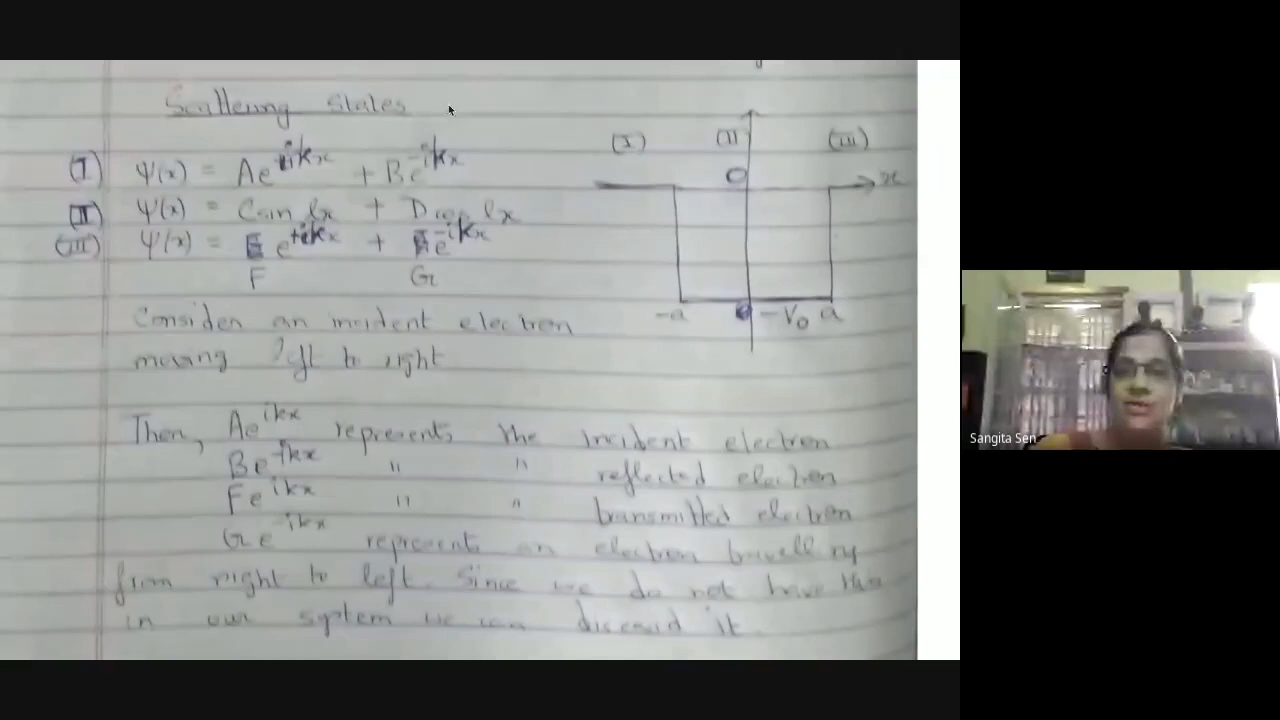 Scattering states
(I) ψ(x) = Ae^{+ikx} + Be^{-ikx}
(II) ψ(x) = C sin lx + D cos lx
(III) ψ(x) = E e^{+ikx} + e^{-ikx}
F G
Consider an incident electron
moving left to right
Then, Ae^{ikx} represents the incident electron
Be^{-ikx} " " reflected electron
Fe^{ikx} " " transmitted electron
Ge^{-ikx} represents an electron travelling
from right to left. Since we do not have this
in our system we can discard it.
(I) (II) (III)
O x
-a -V₀ a
Sangita Sen